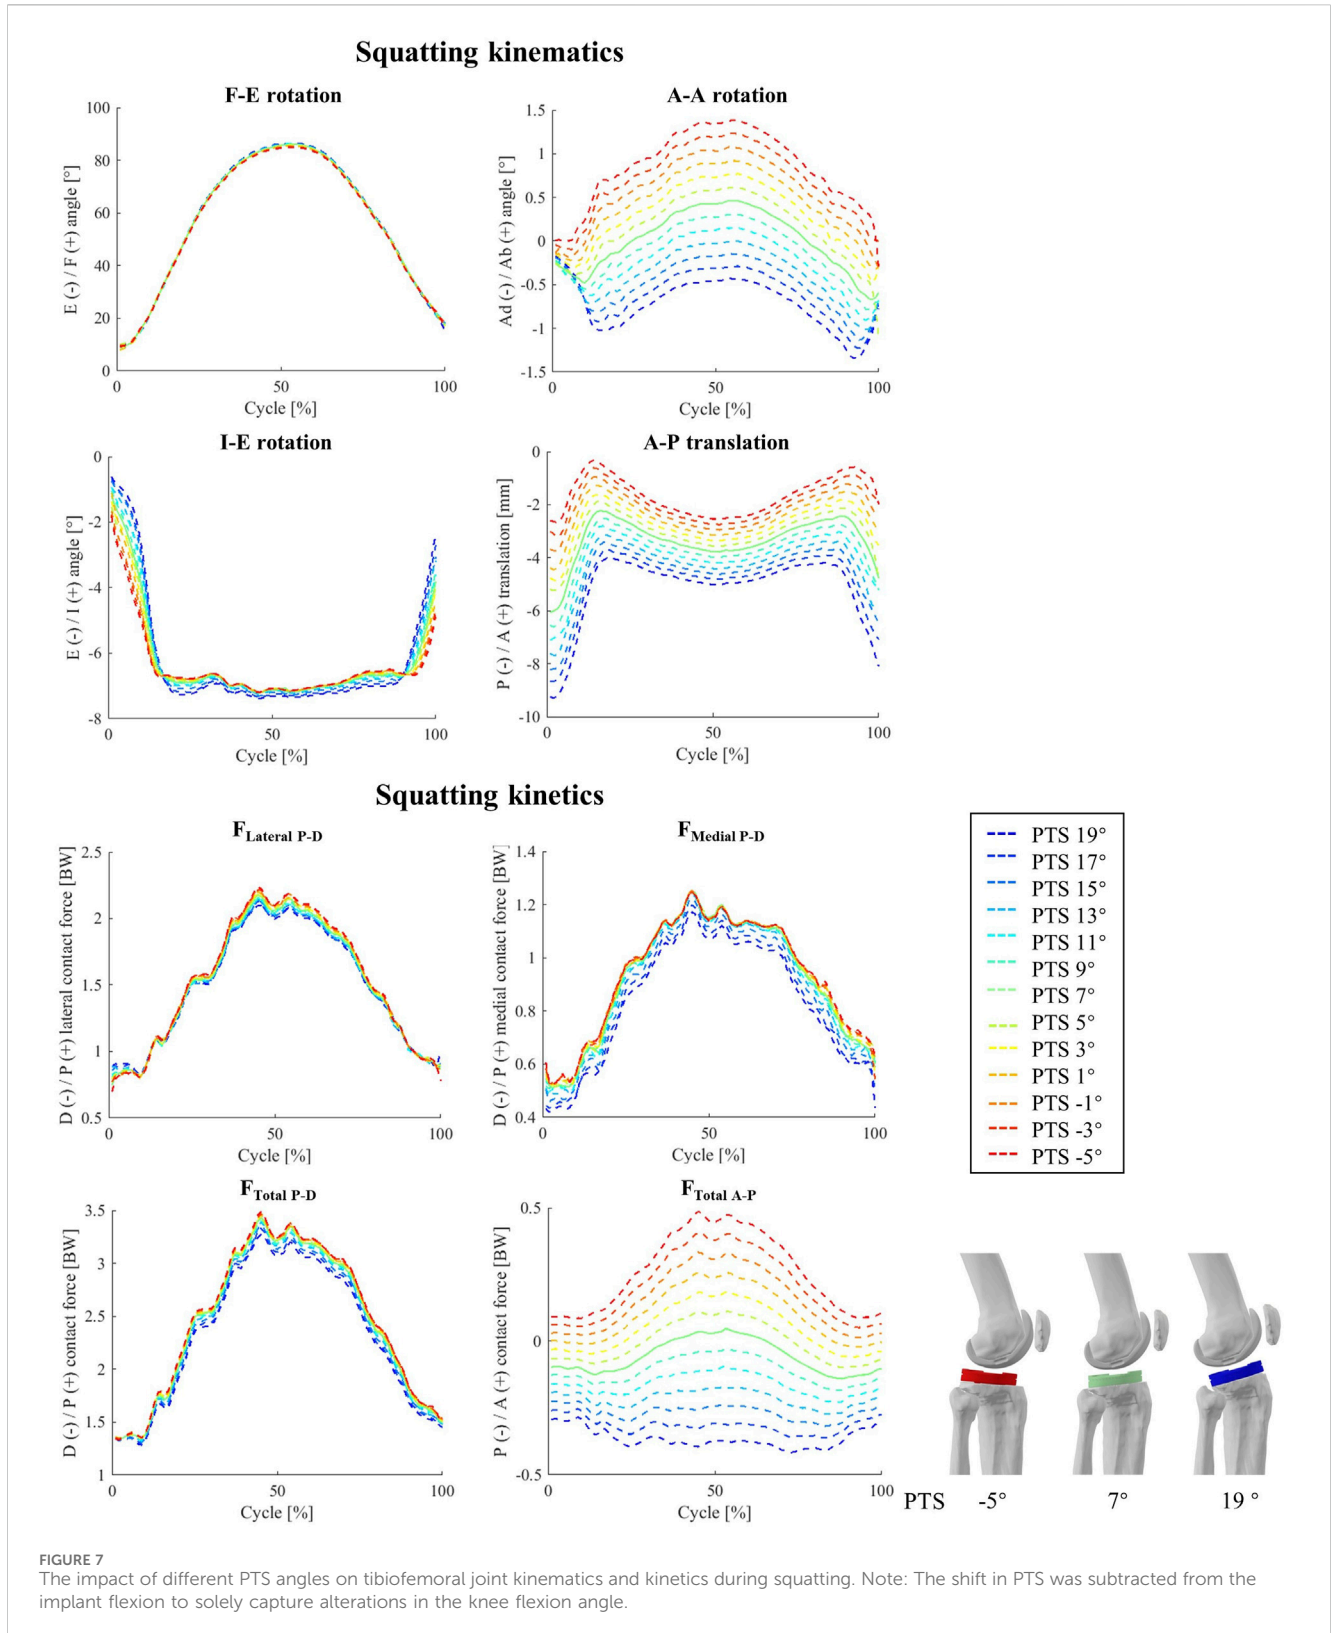 Squatting kinematics
F-E rotation
E (-) / F (+) angle [°]
100
80
60
40
20
0
0
50
100
Cycle [%]
A-A rotation
Ad (-) / Ab (+) angle [°]
1.5
1
0.5
0
-0.5
-1
-1.5
0
50
100
Cycle [%]
I-E rotation
E (-) / I (+) angle [°]
0
-2
-4
-6
-8
0
50
100
Cycle [%]
A-P translation
P (-) / A (+) translation [mm]
0
-2
-4
-6
-8
-10
0
50
100
Cycle [%]
Squatting kinetics
F Lateral P-D
D (-) / P (+) lateral contact force [BW]
2.5
2
1.5
1
0.5
0
50
100
Cycle [%]
F Medial P-D
D (-) / P (+) medial contact force [BW]
1.4
1.2
1
0.8
0.6
0.4
0
50
100
Cycle [%]
F Total P-D
D (-) / P (+) contact force [BW]
3.5
3
2.5
2
1.5
1
0
50
100
Cycle [%]
F Total A-P
P (-) / A (+) contact force [BW]
0.5
0
-0.5
0
50
100
Cycle [%]
PTS 19°
PTS 17°
PTS 15°
PTS 13°
PTS 11°
PTS 9°
PTS 7°
PTS 5°
PTS 3°
PTS 1°
PTS -1°
PTS -3°
PTS -5°
PTS -5° 7° 19 °
FIGURE 7
The impact of different PTS angles on tibiofemoral joint kinematics and kinetics during squatting. Note: The shift in PTS was subtracted from the
implant flexion to solely capture alterations in the knee flexion angle.